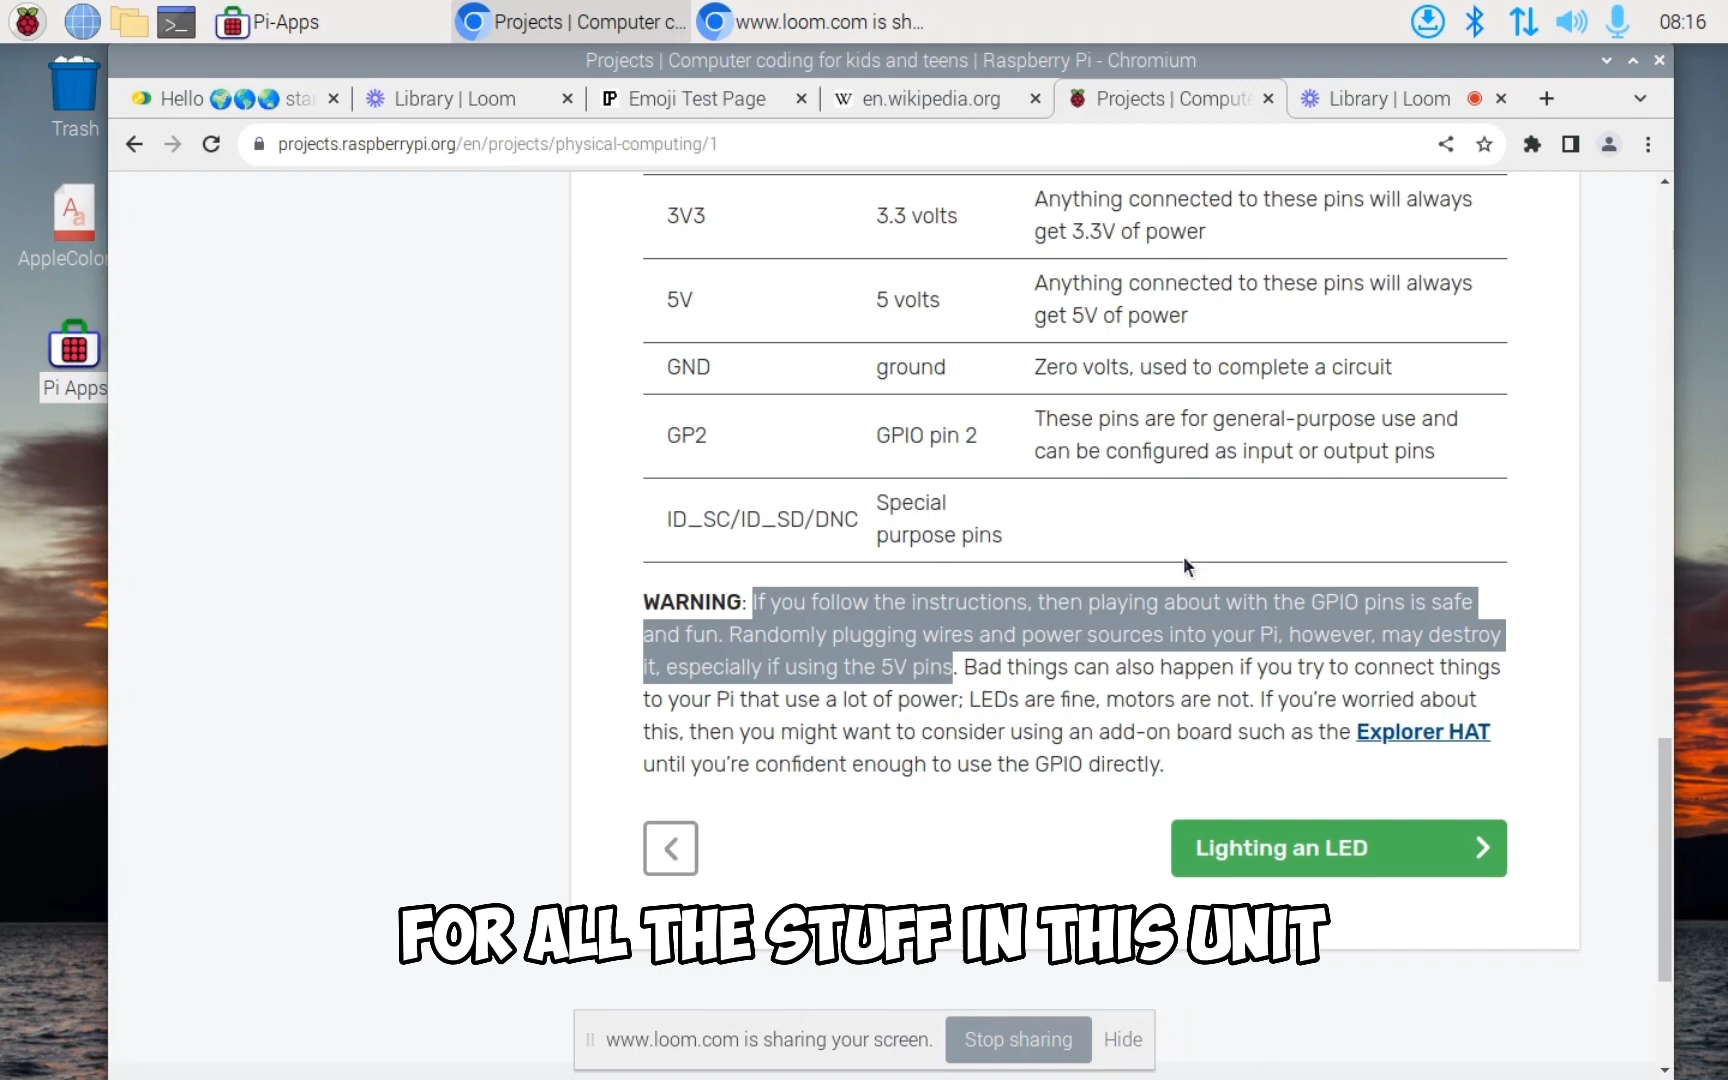 Pi-Apps
Projects | Computer c...
www.loom.com is sh...
08:16
Projects | Computer coding for kids and teens | Raspberry Pi - Chromium
Trash
Hello 🌍🌎🌏 star
Library | Loom
Emoji Test Page
en.wikipedia.org
Projects | Compute
Library | Loom
projects.raspberrypi.org/en/projects/physical-computing/1
AppleColor
Pi Apps
3V3 3.3 volts Anything connected to these pins will always
get 3.3V of power
5V 5 volts Anything connected to these pins will always
get 5V of power
GND ground Zero volts, used to complete a circuit
GP2 GPIO pin 2 These pins are for general-purpose use and
can be configured as input or output pins
ID_SC/ID_SD/DNC Special
purpose pins
WARNING: If you follow the instructions, then playing about with the GPIO pins is safe
and fun. Randomly plugging wires and power sources into your Pi, however, may destroy
it, especially if using the 5V pins. Bad things can also happen if you try to connect things
to your Pi that use a lot of power; LEDs are fine, motors are not. If you’re worried about
this, then you might want to consider using an add-on board such as the Explorer HAT
until you’re confident enough to use the GPIO directly.
Lighting an LED
FOR ALL THE STUFF IN THIS UNIT
www.loom.com is sharing your screen. Stop sharing Hide